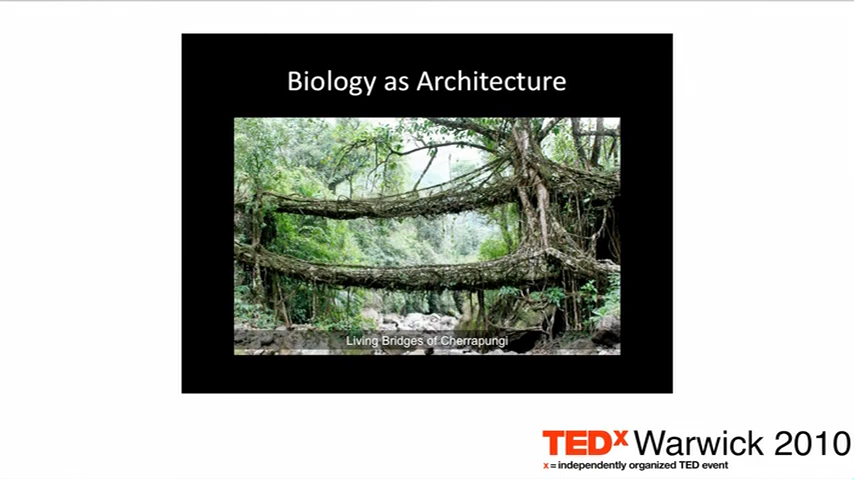 Biology as Architecture
Living Bridges of Cherrapungi
TEDx Warwick 2010
x = independently organized TED event